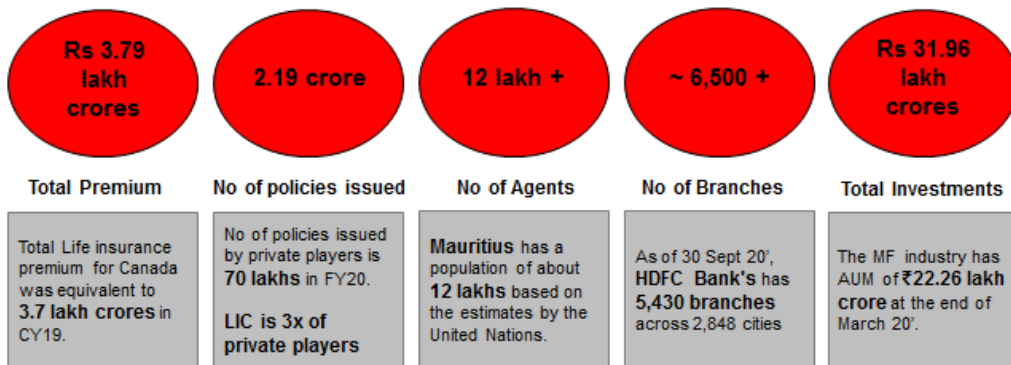 Rs 3.79
lakh
crores
2.19 crore
12 lakh +
~ 6,500 +
Rs 31.96
lakh
crores
Total Premium
No of policies issued
No of Agents
No of Branches
Total Investments
Total Life insurance
premium for Canada
was equivalent to
3.7 lakh crores in
CY19.
No of policies issued
by private players is
70 lakhs in FY20.
LIC is 3x of
private players
Mauritius has a
population of about
12 lakhs based on
the estimates by the
United Nations.
As of 30 Sept 20’,
HDFC Bank's has
5,430 branches
across 2,848 cities
The MF industry has
AUM of ₹22.26 lakh
crore at the end of
March 20’.